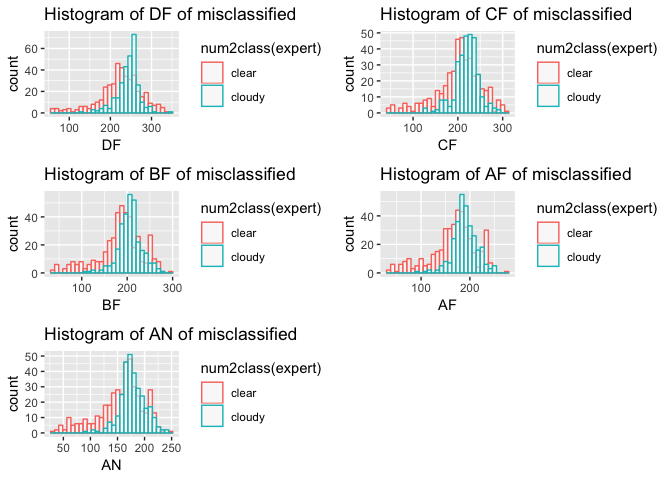 Histogram of DF of misclassified
count
60
40
20
0
100
200
300
DF
num2class(expert)
clear
cloudy
Histogram of CF of misclassified
count
50
40
30
20
10
0
100
200
300
CF
num2class(expert)
clear
cloudy
Histogram of BF of misclassified
count
40
20
0
100
200
300
BF
num2class(expert)
clear
cloudy
Histogram of AF of misclassified
count
40
20
0
100
200
AF
num2class(expert)
clear
cloudy
Histogram of AN of misclassified
count
50
40
30
20
10
0
50
100
150
200
250
AN
num2class(expert)
clear
cloudy